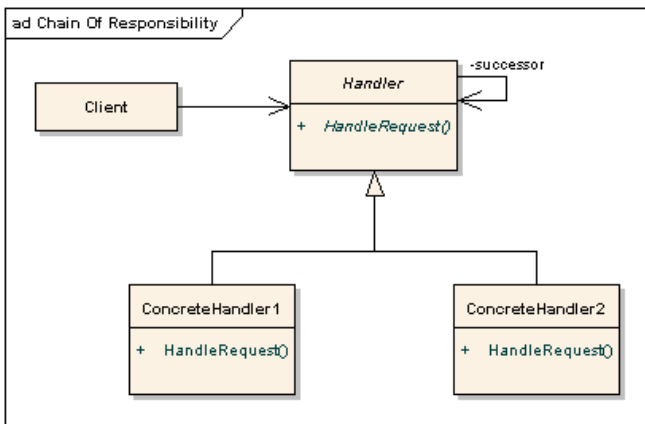 ad Chain Of Responsibility
-successor
Handler
Client
+ HandleRequest()
ConcreteHandler1
ConcreteHandler2
+ HandleRequest()
+ HandleRequest()